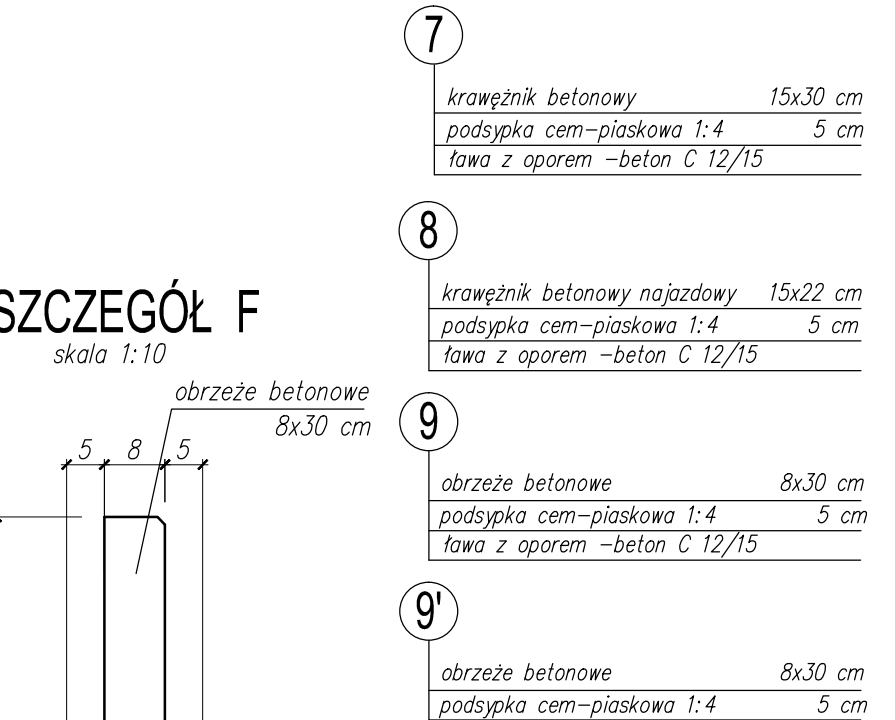 7
krawężnik betonowy 15x30 cm
podsypka cem-piaskowa 1:4 5 cm
ława z oporem -beton C 12/15
8
krawężnik betonowy najazdowy 15x22 cm
podsypka cem-piaskowa 1:4 5 cm
ława z oporem -beton C 12/15
SZCZEGÓŁ F
skala 1:10
obrzeże betonowe
8x30 cm
5 8 5
9
obrzeże betonowe 8x30 cm
podsypka cem-piaskowa 1:4 5 cm
ława z oporem -beton C 12/15
9'
obrzeże betonowe 8x30 cm
podsypka cem-piaskowa 1:4 5 cm